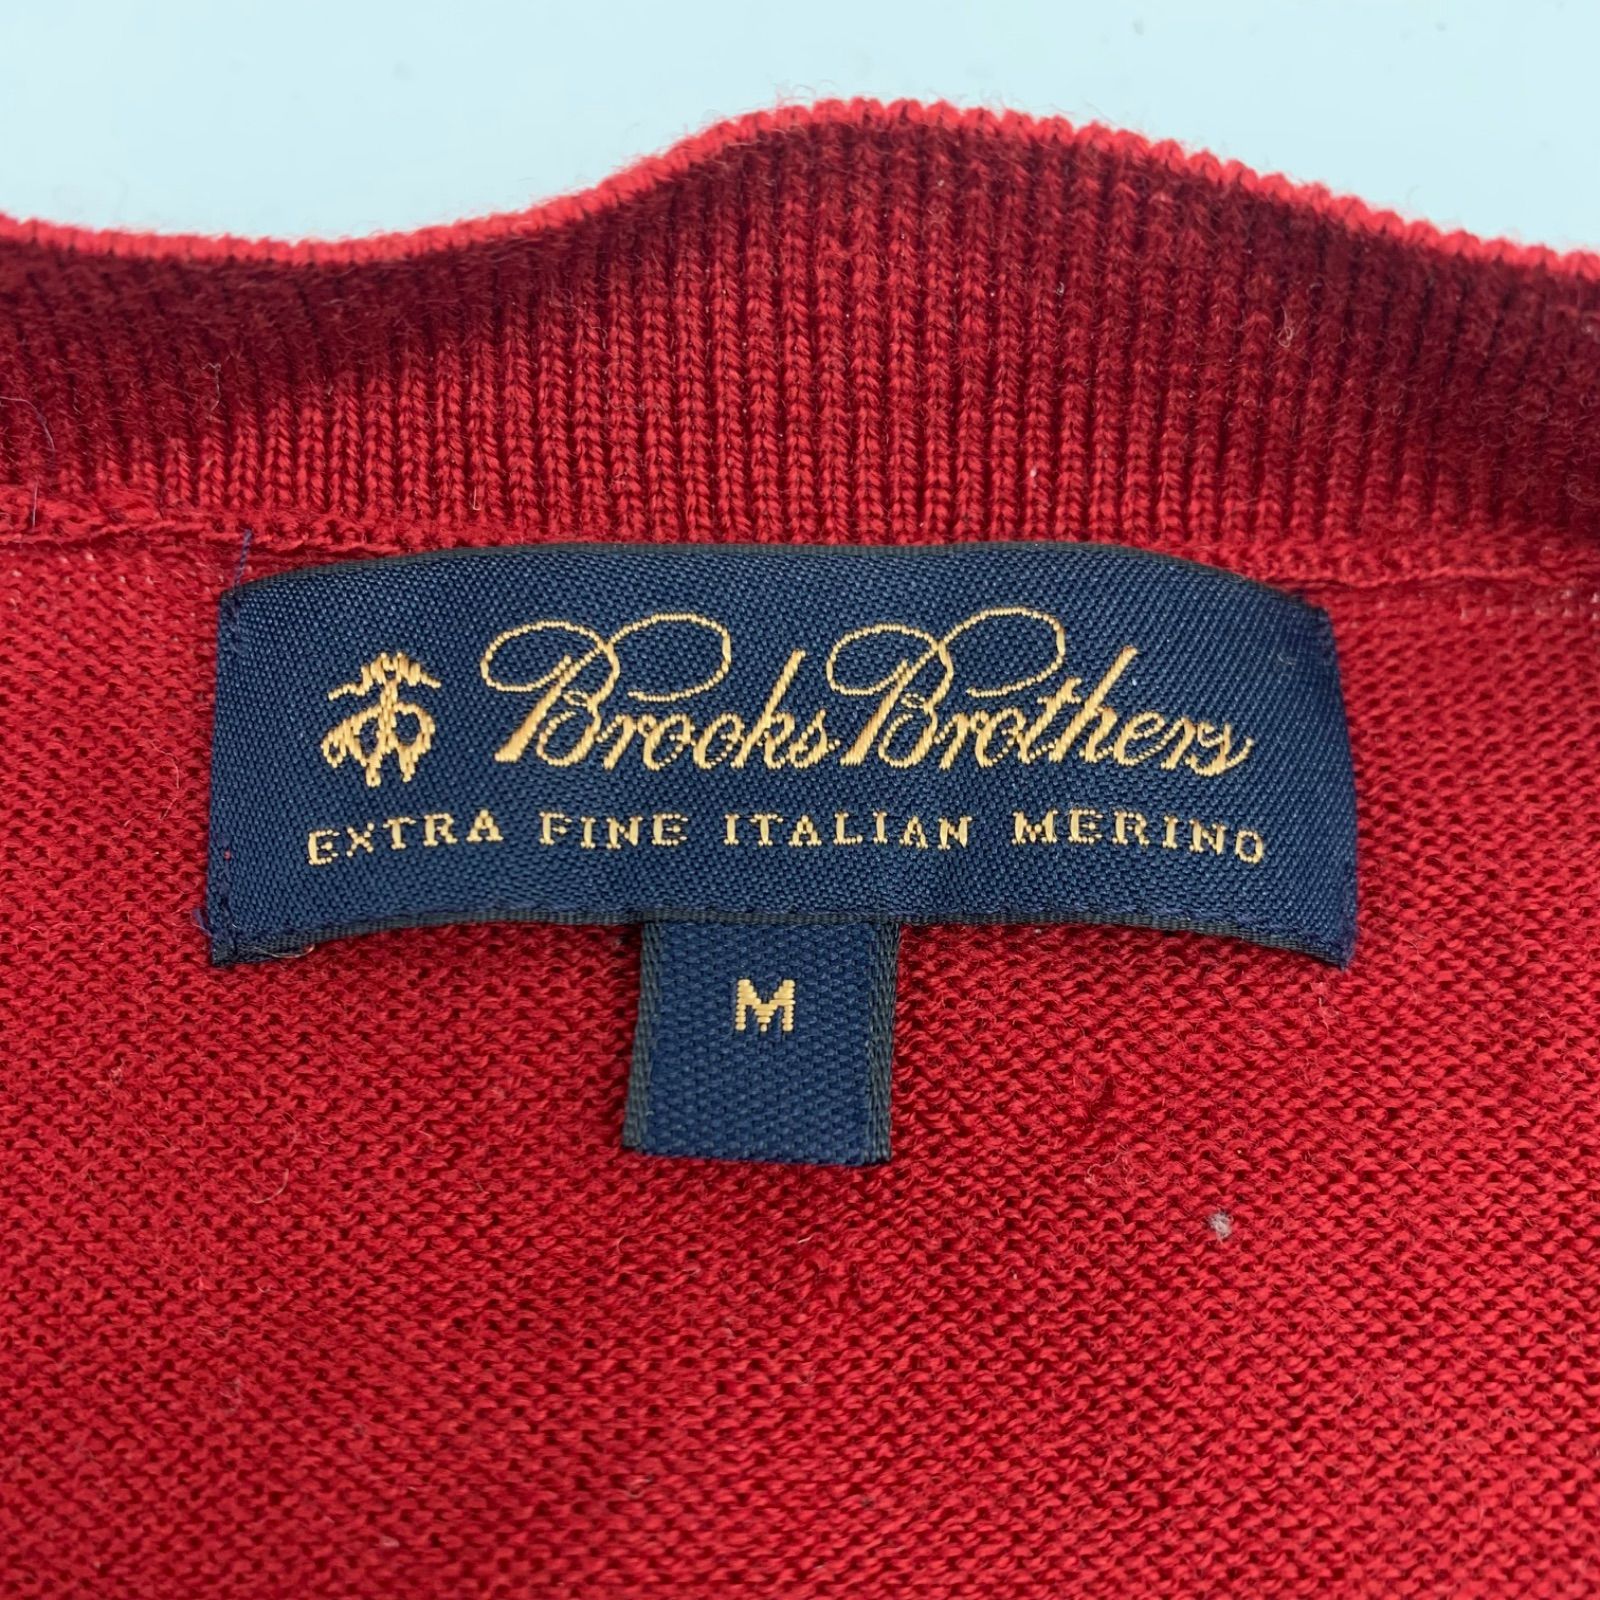 Brooks Brothers
EXTRA FINE ITALIAN MERINO
M